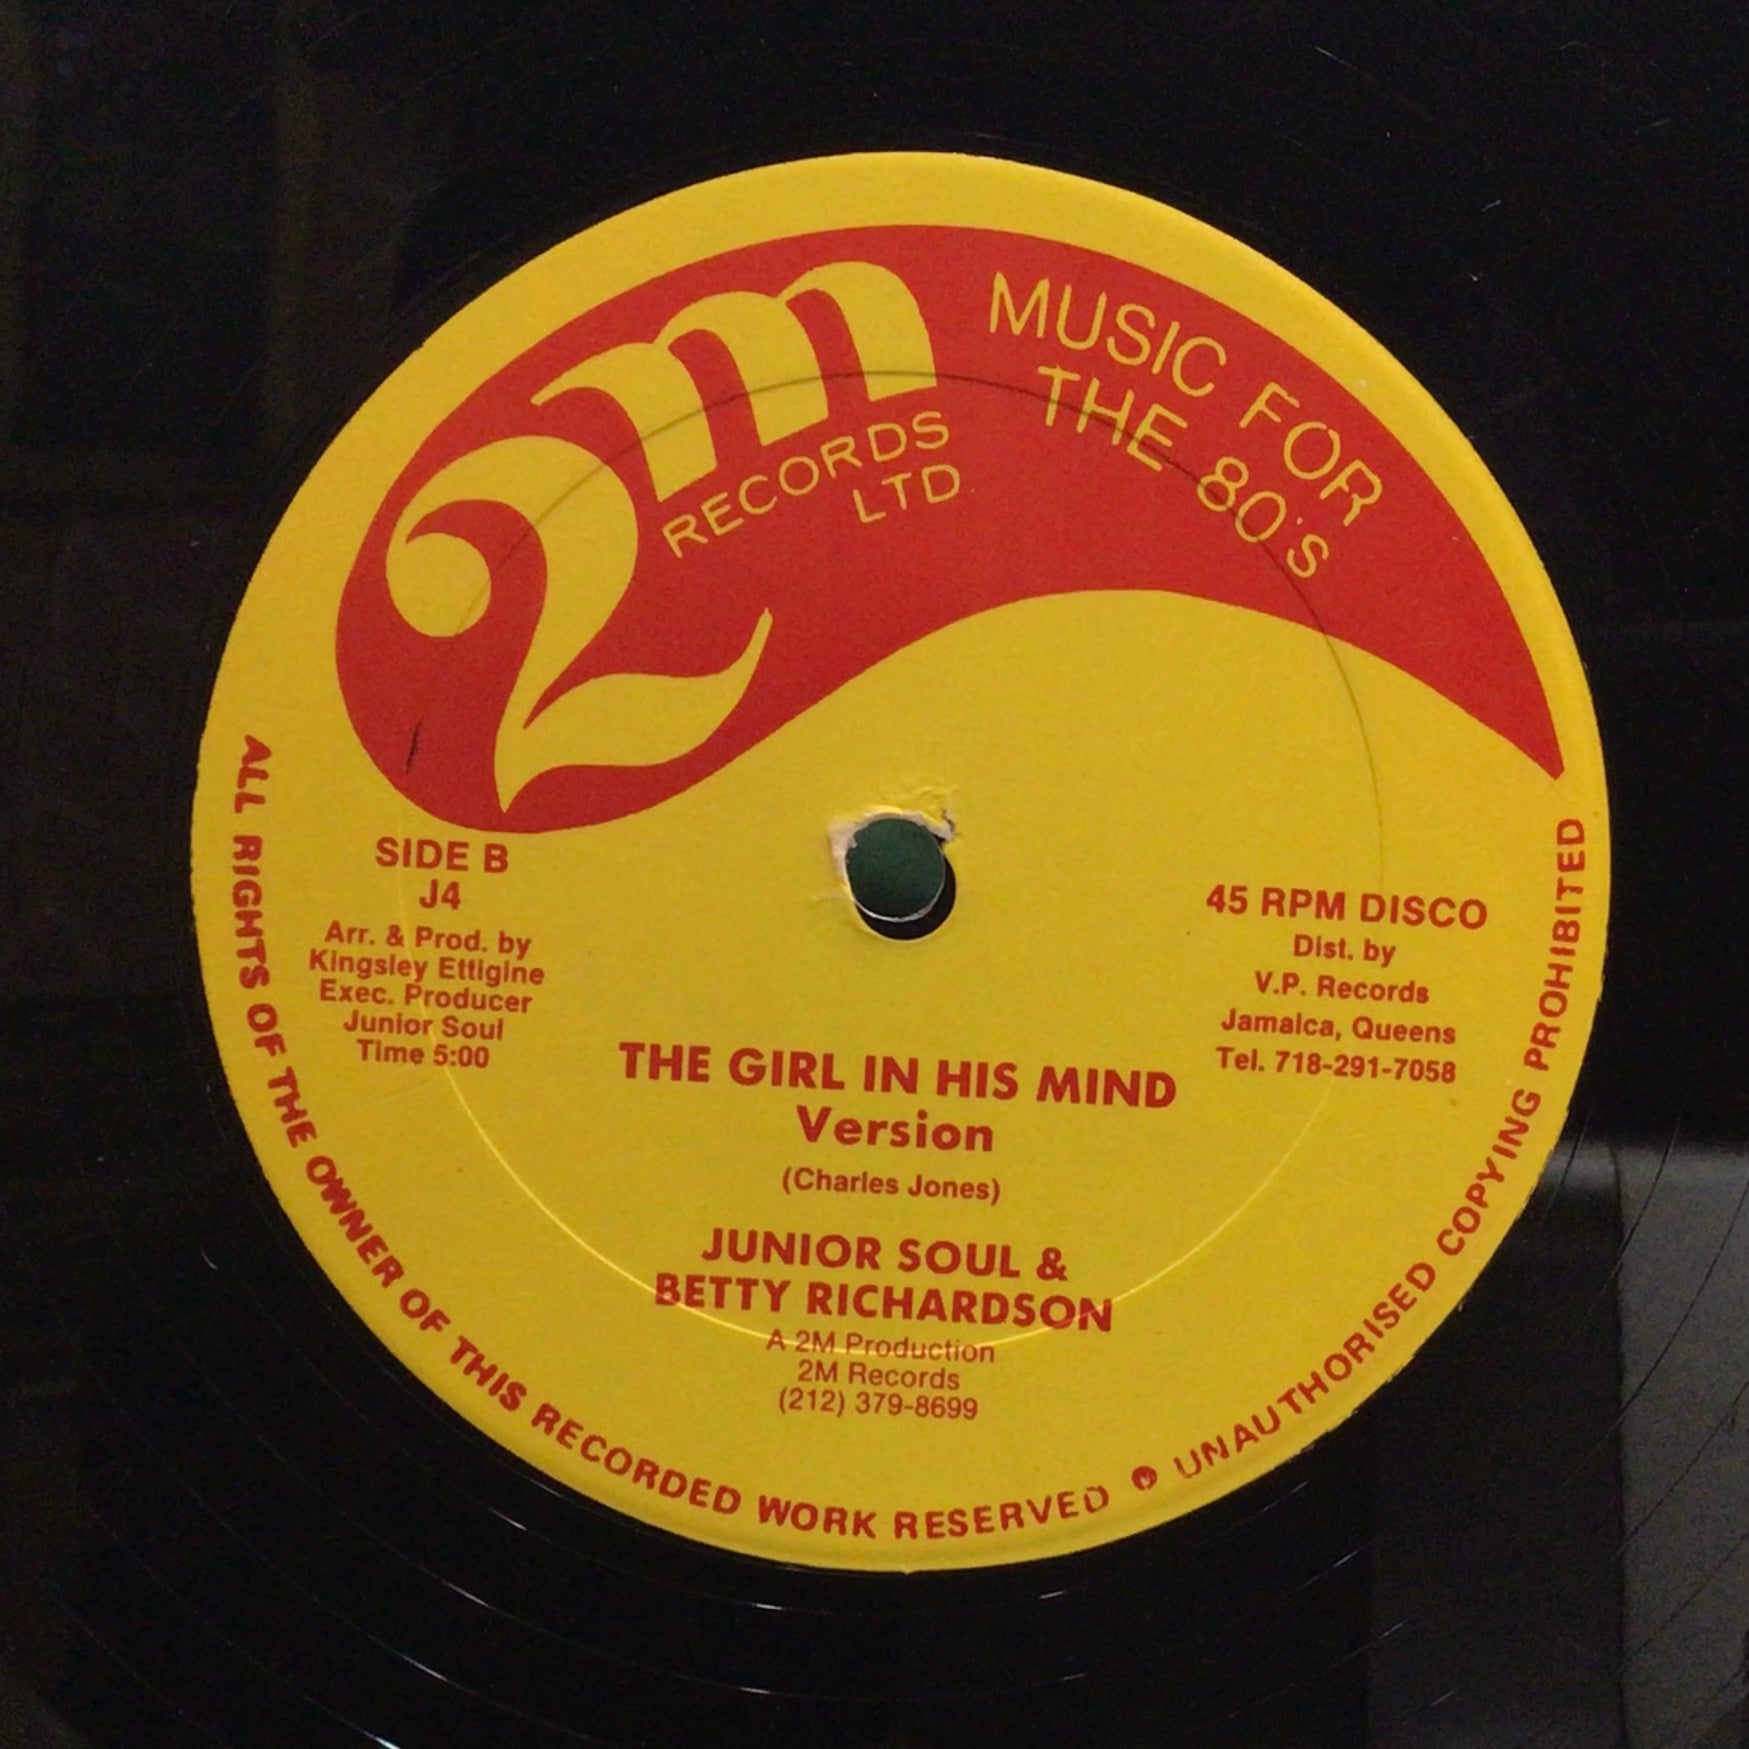 2m
RECORDS
LTD
MUSIC FOR
THE 80'S
SIDE B
J4
Arr. & Prod. by
Kingsley Ettigine
Exec. Producer
Junior Soul
Time 5:00
45 RPM DISCO
Dist. by
V.P. Records
Jamaica, Queens
Tel. 718-291-7058
THE GIRL IN HIS MIND
Version
(Charles Jones)
JUNIOR SOUL &
BETTY RICHARDSON
A 2M Production
2M Records
(212) 379-8699
ALL RIGHTS OF THE OWNER OF THIS RECORDED WORK RESERVED • UNAUTHORISED COPYING PROHIBITED